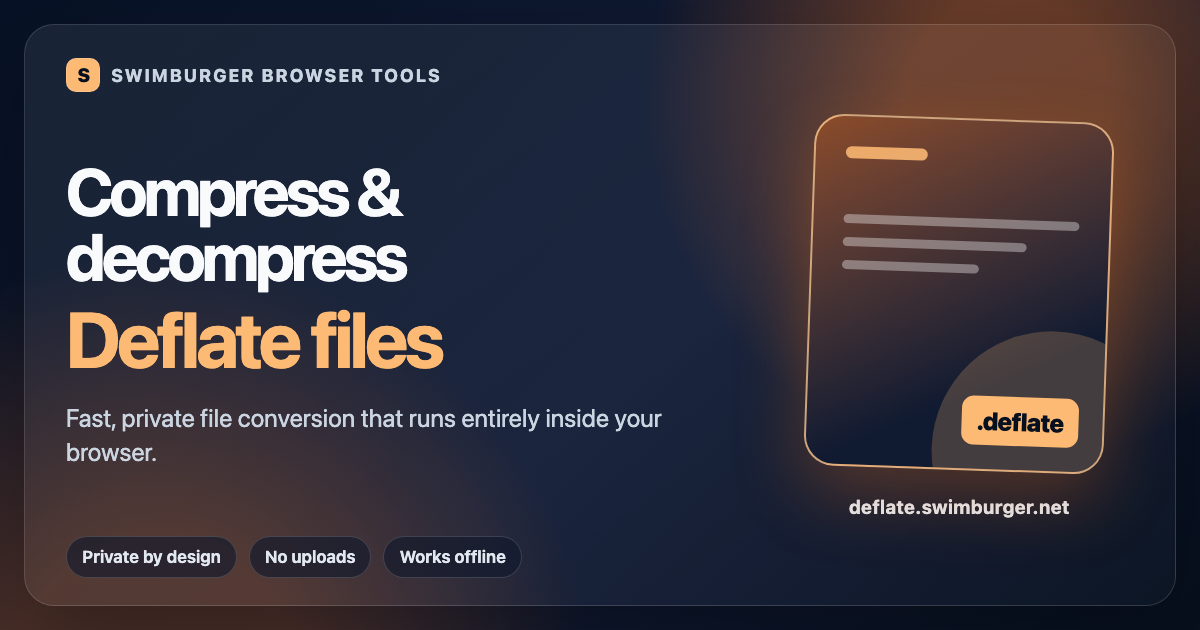 S SWIMBURGER BROWSER TOOLS
Compress &
decompress
Deflate files
Fast, private file conversion that runs entirely inside your
browser.
Private by design No uploads Works offline
.deflate
deflate.swimburger.net